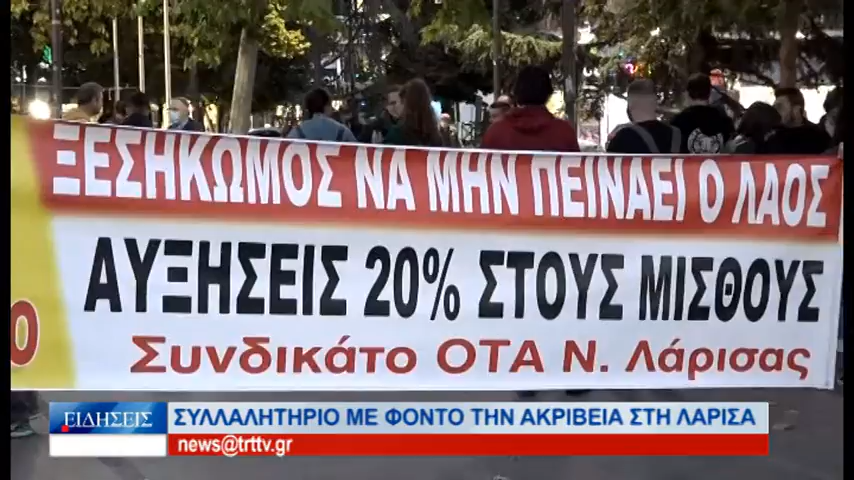 ΞΕΣΗΚΩΜΟΣ ΝΑ ΜΗΝ ΠΕΙΝΑΕΙ Ο ΛΑΟΣ
ΑΥΞΗΣΕΙΣ 20% ΣΤΟΥΣ ΜΙΣΘΟΥΣ
Ο
Συνδικάτο ΟΤΑ Ν. Λάρισας
ΕΙΔΗΣΕΙΣ
ΣΥΛΛΑΛΗΤΗΡΙΟ ΜΕ ΦΟΝΤΟ ΤΗΝ ΑΚΡΙΒΕΙΑ ΣΤΗ ΛΑΡΙΣΑ
news@trttv.gr